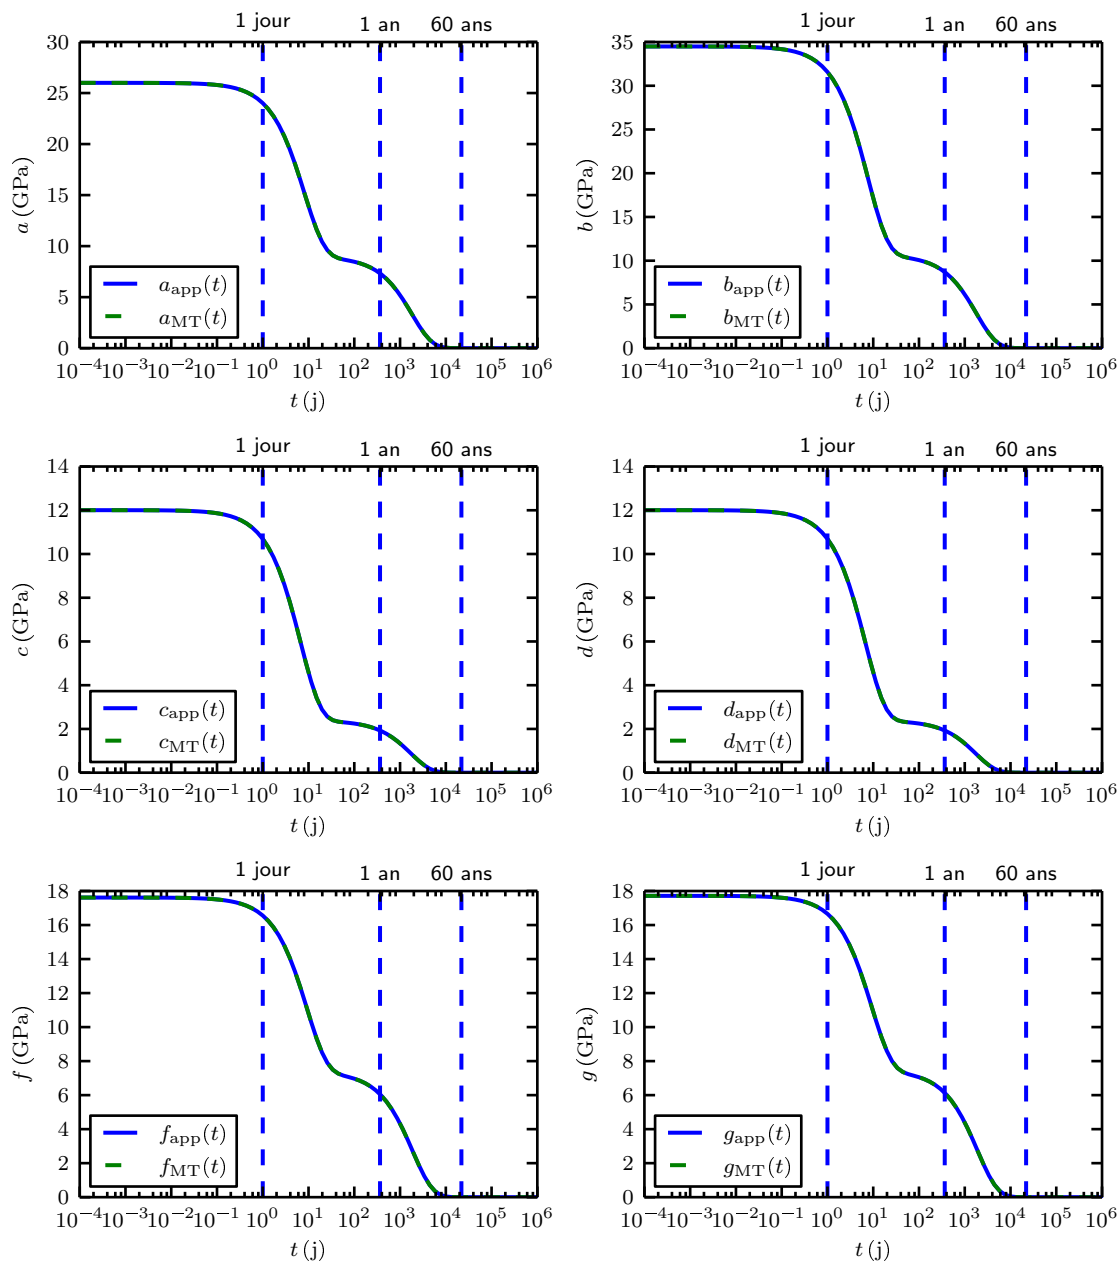 1 jour 1 an 60 ans
30
25
20
15
10
5
0
a (GPa)
a_app(t)
a_MT(t)
10^−4 10^−3 10^−2 10^−1 10^0 10^1 10^2 10^3 10^4 10^5 10^6
t (j)
1 jour 1 an 60 ans
35
30
25
20
15
10
5
0
b (GPa)
b_app(t)
b_MT(t)
10^−4 10^−3 10^−2 10^−1 10^0 10^1 10^2 10^3 10^4 10^5 10^6
t (j)
1 jour 1 an 60 ans
14
12
10
8
6
4
2
0
c (GPa)
c_app(t)
c_MT(t)
10^−4 10^−3 10^−2 10^−1 10^0 10^1 10^2 10^3 10^4 10^5 10^6
t (j)
1 jour 1 an 60 ans
14
12
10
8
6
4
2
0
d (GPa)
d_app(t)
d_MT(t)
10^−4 10^−3 10^−2 10^−1 10^0 10^1 10^2 10^3 10^4 10^5 10^6
t (j)
1 jour 1 an 60 ans
18
16
14
12
10
8
6
4
2
0
f (GPa)
f_app(t)
f_MT(t)
10^−4 10^−3 10^−2 10^−1 10^0 10^1 10^2 10^3 10^4 10^5 10^6
t (j)
1 jour 1 an 60 ans
18
16
14
12
10
8
6
4
2
0
g (GPa)
g_app(t)
g_MT(t)
10^−4 10^−3 10^−2 10^−1 10^0 10^1 10^2 10^3 10^4 10^5 10^6
t (j)